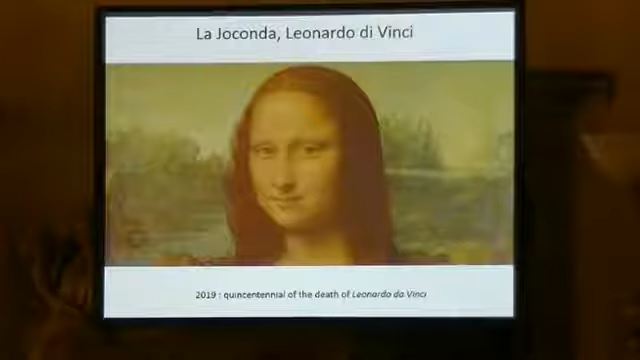 La Joconda, Leonardo di Vinci
2019 : quincentennial of the death of Leonardo da Vinci